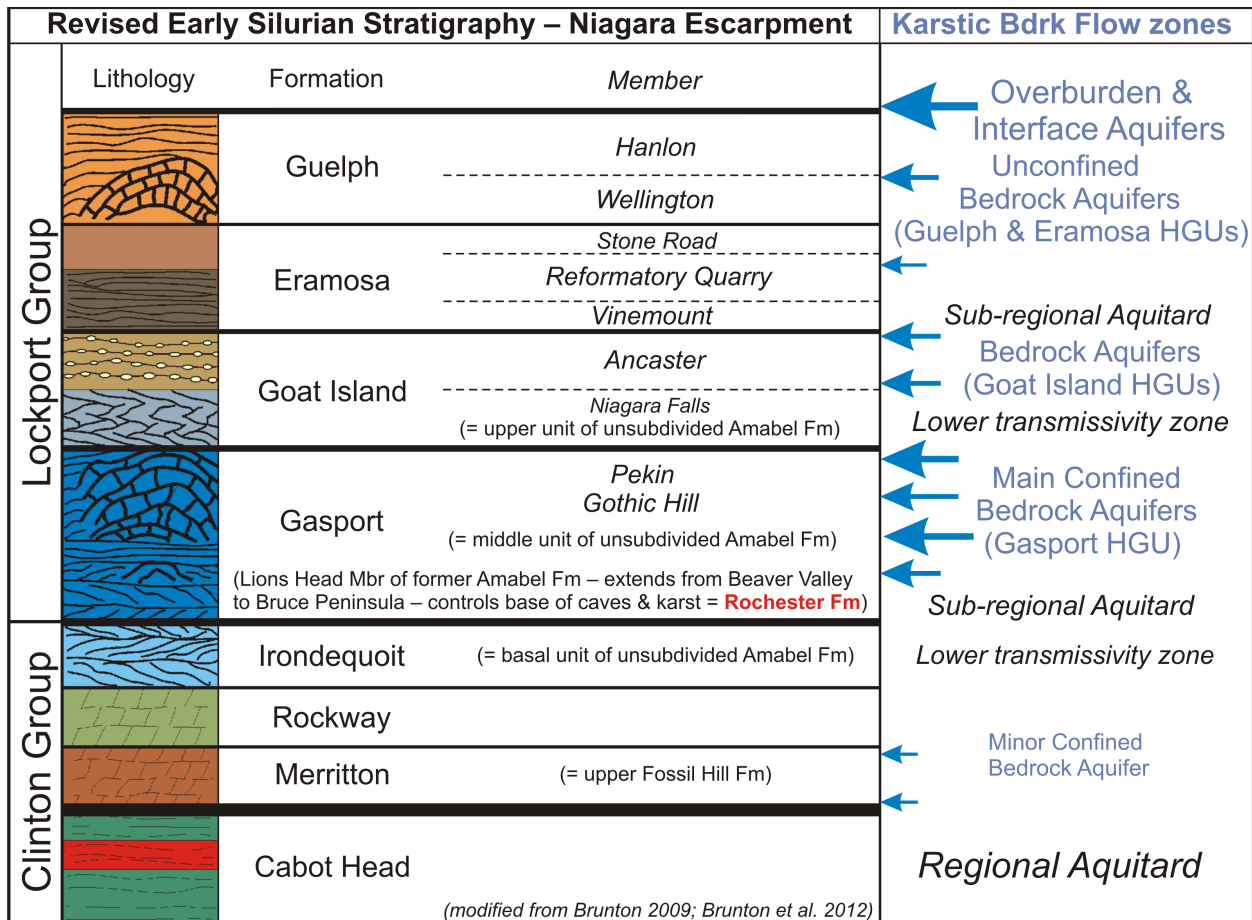 Revised Early Silurian Stratigraphy – Niagara Escarpment
Karstic Bdrk Flow zones
Lithology
Formation
Member
Lockport Group
Guelph
Hanlon
Wellington
Eramosa
Stone Road
Reformatory Quarry
Vinemount
Goat Island
Ancaster
Niagara Falls
(= upper unit of unsubdivided Amabel Fm)
Gasport
Pekin
Gothic Hill
(= middle unit of unsubdivided Amabel Fm)
(Lions Head Mbr of former Amabel Fm – extends from Beaver Valley
to Bruce Peninsula – controls base of caves & karst = Rochester Fm)
Clinton Group
Irondequoit
(= basal unit of unsubdivided Amabel Fm)
Rockway
Merritton
(= upper Fossil Hill Fm)
Cabot Head
(modified from Brunton 2009; Brunton et al. 2012)
Overburden &
Interface Aquifers
Unconfined
Bedrock Aquifers
(Guelph & Eramosa HGUs)
Sub-regional Aquitard
Bedrock Aquifers
(Goat Island HGUs)
Lower transmissivity zone
Main Confined
Bedrock Aquifers
(Gasport HGU)
Sub-regional Aquitard
Lower transmissivity zone
Minor Confined
Bedrock Aquifer
Regional Aquitard